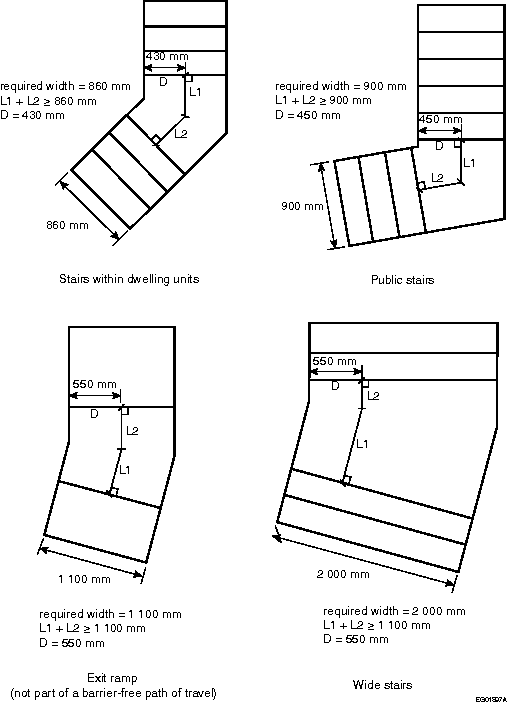 430 mm
D
L1
L2
required width = 860 mm
L1 + L2 ≥ 860 mm
D = 430 mm
860 mm
Stairs within dwelling units
required width = 900 mm
L1 + L2 ≥ 900 mm
D = 450 mm
450 mm
D
L1
L2
900 mm
Public stairs
550 mm
D
L2
L1
1 100 mm
required width = 1 100 mm
L1 + L2 ≥ 1 100 mm
D = 550 mm
Exit ramp
(not part of a barrier-free path of travel)
550 mm
D
L2
L1
2 000 mm
required width = 2 000 mm
L1 + L2 ≥ 1 100 mm
D = 550 mm
Wide stairs
EG01397A